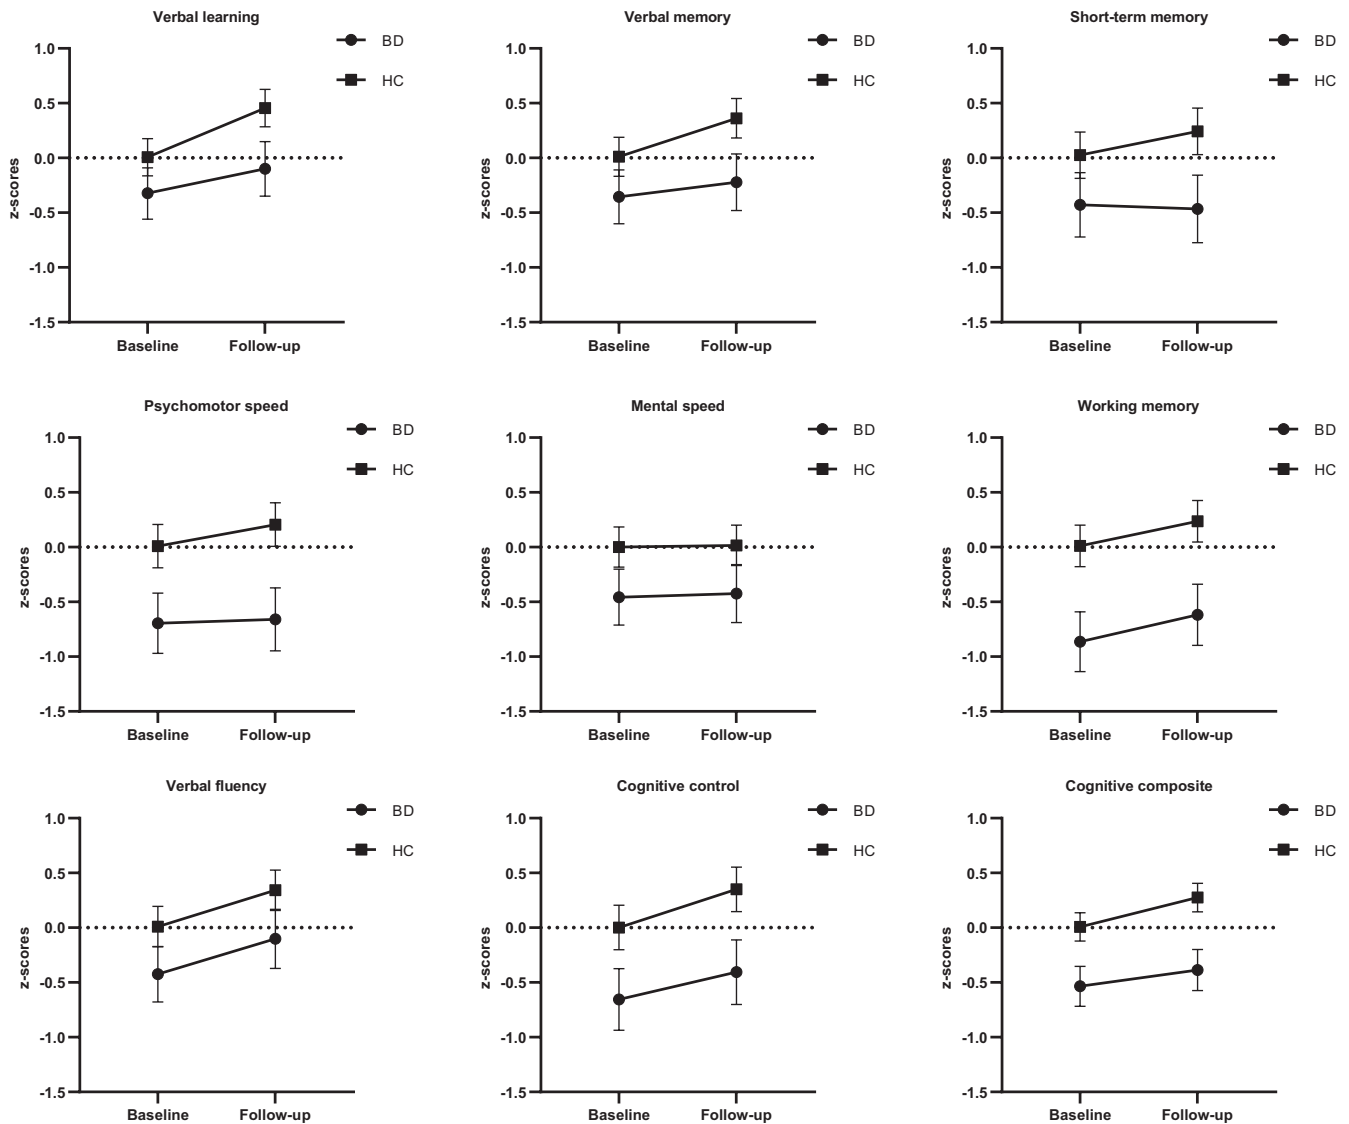 Verbal learning
BD
HC
1.0
0.5
0.0
-0.5
-1.0
-1.5
z-scores
Baseline Follow-up
Verbal memory
BD
HC
1.0
0.5
0.0
-0.5
-1.0
-1.5
z-scores
Baseline Follow-up
Short-term memory
BD
HC
1.0
0.5
0.0
-0.5
-1.0
-1.5
z-scores
Baseline Follow-up
Psychomotor speed
BD
HC
1.0
0.5
0.0
-0.5
-1.0
-1.5
z-scores
Baseline Follow-up
Mental speed
BD
HC
1.0
0.5
0.0
-0.5
-1.0
-1.5
z-scores
Baseline Follow-up
Working memory
BD
HC
1.0
0.5
0.0
-0.5
-1.0
-1.5
z-scores
Baseline Follow-up
Verbal fluency
BD
HC
1.0
0.5
0.0
-0.5
-1.0
-1.5
z-scores
Baseline Follow-up
Cognitive control
BD
HC
1.0
0.5
0.0
-0.5
-1.0
-1.5
z-scores
Baseline Follow-up
Cognitive composite
BD
HC
1.0
0.5
0.0
-0.5
-1.0
-1.5
z-scores
Baseline Follow-up